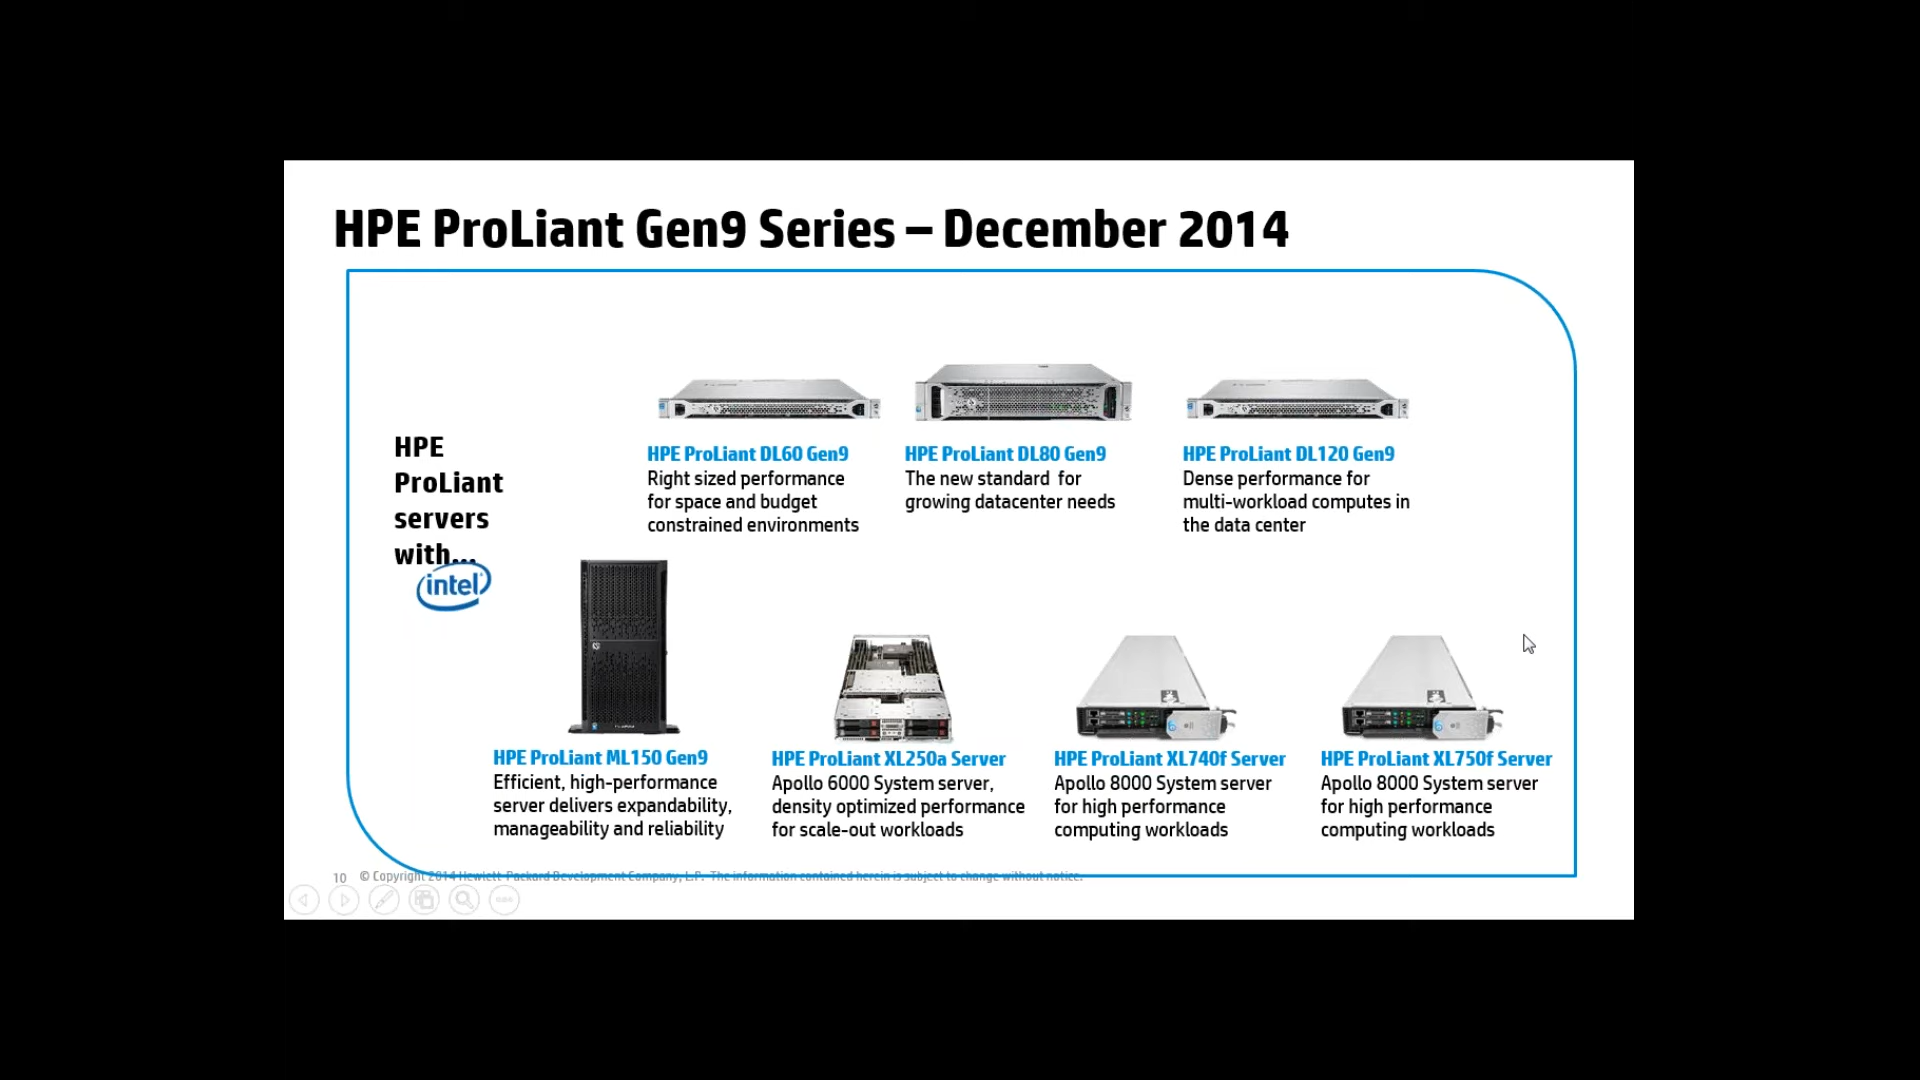 HPE ProLiant Gen9 Series – December 2014
HPE
ProLiant
servers
with...
intel
HPE ProLiant DL60 Gen9
Right sized performance
for space and budget
constrained environments
HPE ProLiant DL80 Gen9
The new standard  for
growing datacenter needs
HPE ProLiant DL120 Gen9
Dense performance for
multi-workload computes in
the data center
HPE ProLiant ML150 Gen9
Efficient, high-performance
server delivers expandability,
manageability and reliability
HPE ProLiant XL250a Server
Apollo 6000 System server,
density optimized performance
for scale-out workloads
HPE ProLiant XL740f Server
Apollo 8000 System server
for high performance
computing workloads
HPE ProLiant XL750f Server
Apollo 8000 System server
for high performance
computing workloads
10 © Copyright 2014 Hewlett-Packard Development Company, L.P. The information contained herein is subject to change without notice.